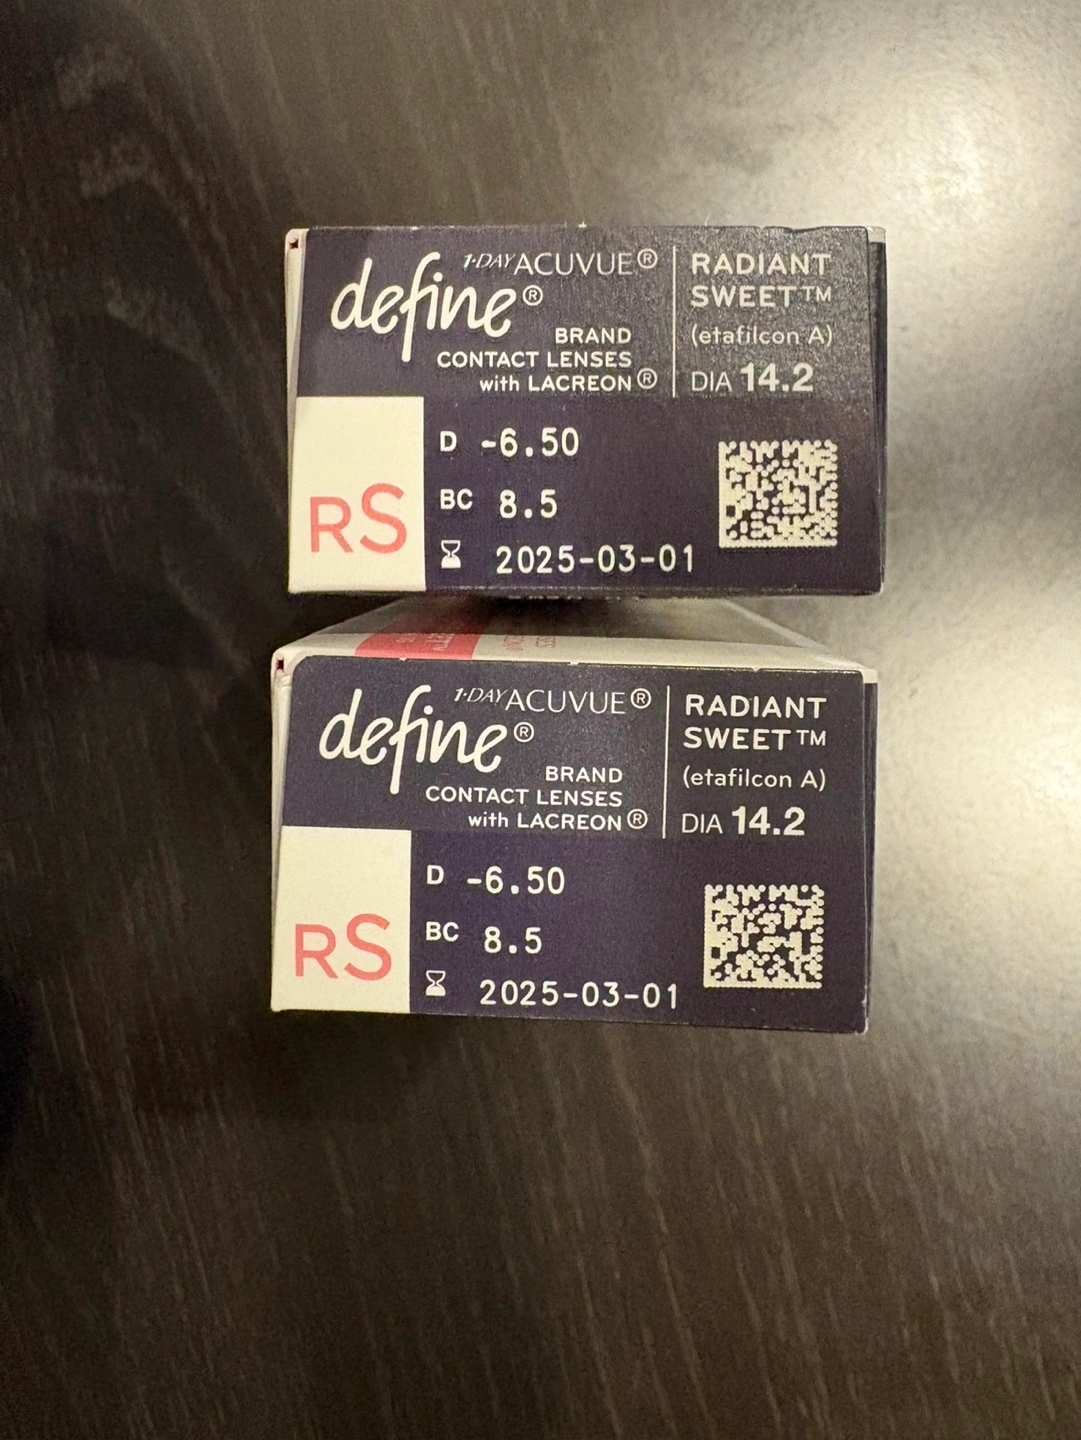 1·DAY ACUVUE®
define®
BRAND
CONTACT LENSES
with LACREON®
RADIANT
SWEET™
(etafilcon A)
DIA 14.2
RS
D -6.50
BC 8.5
2025-03-01
1·DAY ACUVUE®
define®
BRAND
CONTACT LENSES
with LACREON®
RADIANT
SWEET™
(etafilcon A)
DIA 14.2
RS
D -6.50
BC 8.5
2025-03-01